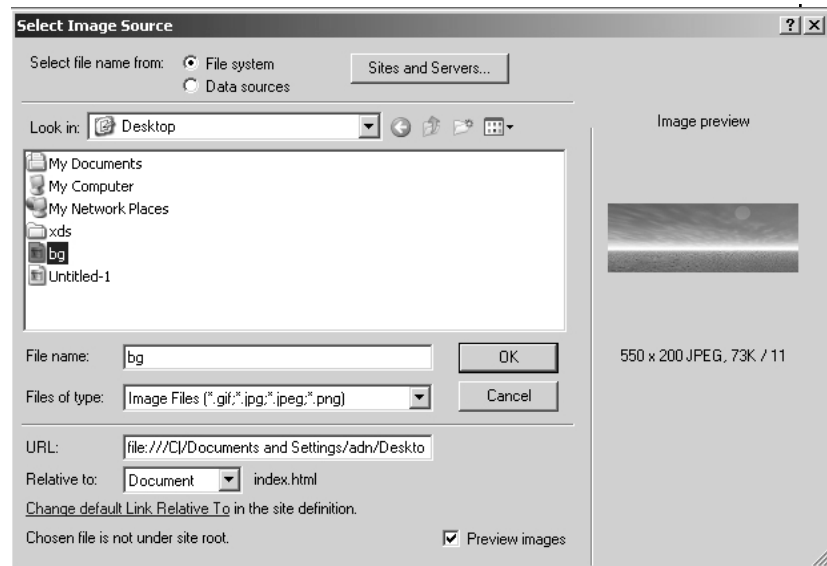 Select Image Source
Select file name from: File system Sites and Servers...
Data sources
Look in: Desktop
Image preview
My Documents
My Computer
My Network Places
xds
bg
Untitled-1
File name: bg OK
550 x 200 JPEG, 73K / 11
Files of type: Image Files (*.gif;*.jpg;*.jpeg;*.png) Cancel
URL: file:///C|/Documents and Settings/adn/Deskto
Relative to: Document index.html
Change default Link Relative To in the site definition.
Chosen file is not under site root. Preview images